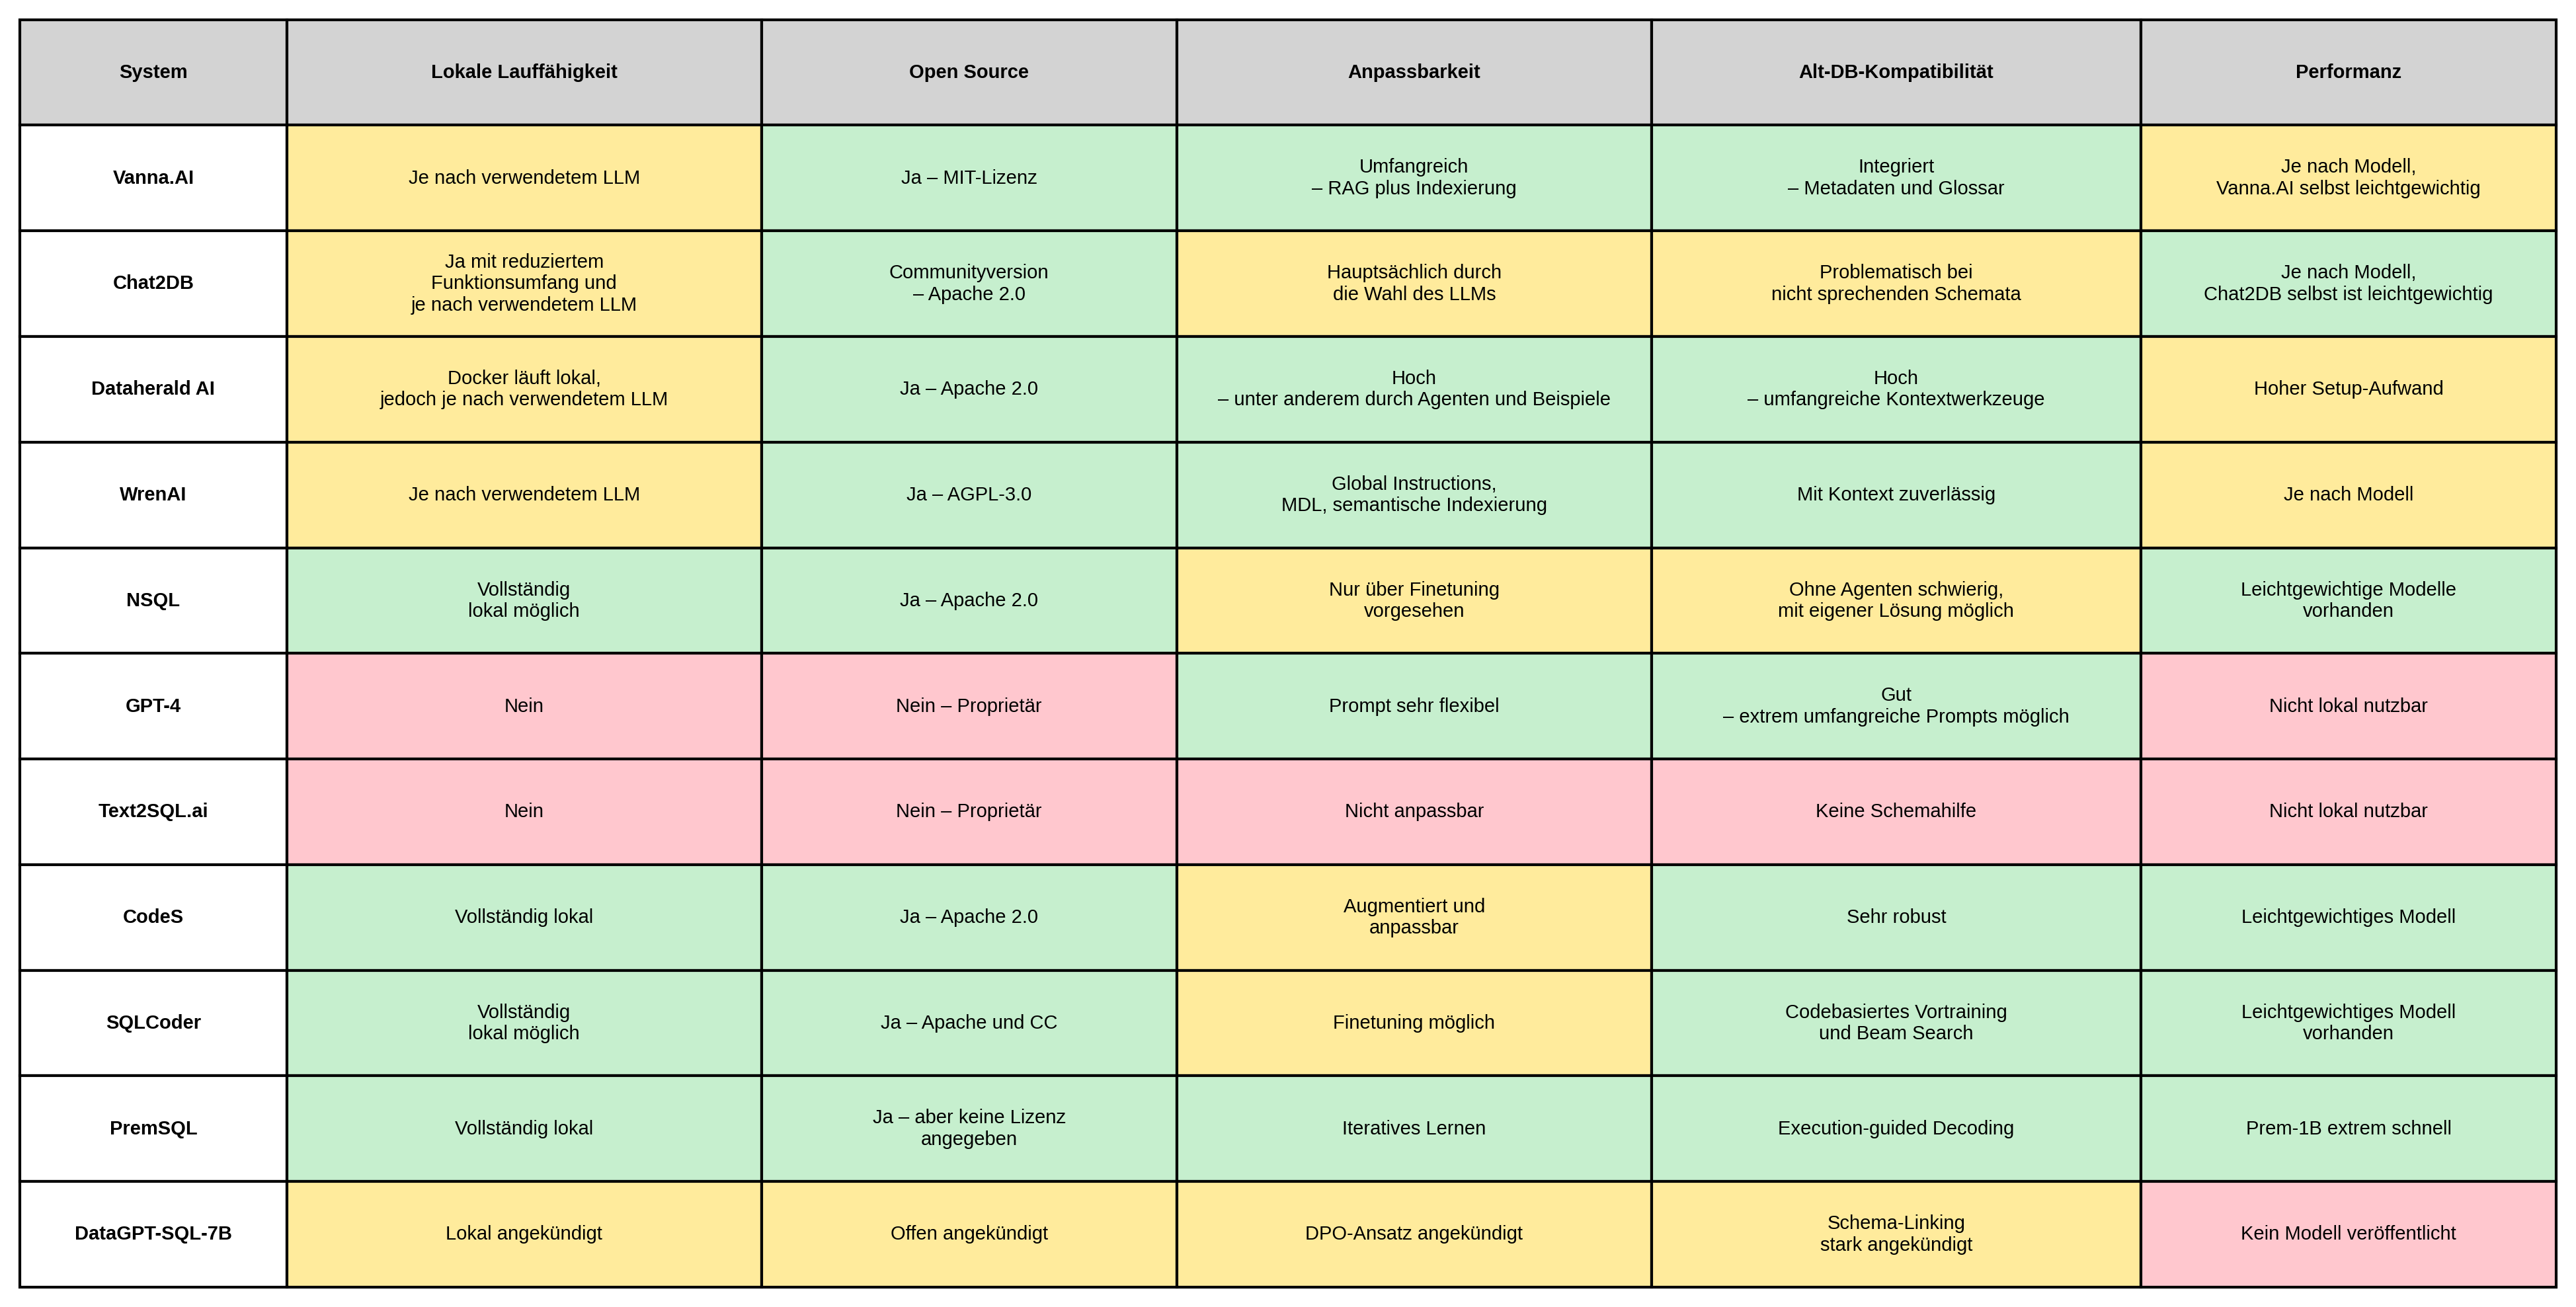 System
Lokale Lauffähigkeit
Open Source
Anpassbarkeit
Alt-DB-Kompatibilität
Performanz
Vanna.AI
Je nach verwendetem LLM
Ja – MIT-Lizenz
Umfangreich
– RAG plus Indexierung
Integriert
– Metadaten und Glossar
Je nach Modell,
Vanna.AI selbst leichtgewichtig
Chat2DB
Ja mit reduziertem
Funktionsumfang und
je nach verwendetem LLM
Communityversion
– Apache 2.0
Hauptsächlich durch
die Wahl des LLMs
Problematisch bei
nicht sprechenden Schemata
Je nach Modell,
Chat2DB selbst ist leichtgewichtig
Dataherald AI
Docker läuft lokal,
jedoch je nach verwendetem LLM
Ja – Apache 2.0
Hoch
– unter anderem durch Agenten und Beispiele
Hoch
– umfangreiche Kontextwerkzeuge
Hoher Setup-Aufwand
WrenAI
Je nach verwendetem LLM
Ja – AGPL-3.0
Global Instructions,
MDL, semantische Indexierung
Mit Kontext zuverlässig
Je nach Modell
NSQL
Vollständig
lokal möglich
Ja – Apache 2.0
Nur über Finetuning
vorgesehen
Ohne Agenten schwierig,
mit eigener Lösung möglich
Leichtgewichtige Modelle
vorhanden
GPT-4
Nein
Nein – Proprietär
Prompt sehr flexibel
Gut
– extrem umfangreiche Prompts möglich
Nicht lokal nutzbar
Text2SQL.ai
Nein
Nein – Proprietär
Nicht anpassbar
Keine Schemahilfe
Nicht lokal nutzbar
CodeS
Vollständig lokal
Ja – Apache 2.0
Augmentiert und
anpassbar
Sehr robust
Leichtgewichtiges Modell
SQLCoder
Vollständig
lokal möglich
Ja – Apache und CC
Finetuning möglich
Codebasiertes Vortraining
und Beam Search
Leichtgewichtiges Modell
vorhanden
PremSQL
Vollständig lokal
Ja – aber keine Lizenz
angegeben
Iteratives Lernen
Execution-guided Decoding
Prem-1B extrem schnell
DataGPT-SQL-7B
Lokal angekündigt
Offen angekündigt
DPO-Ansatz angekündigt
Schema-Linking
stark angekündigt
Kein Modell veröffentlicht